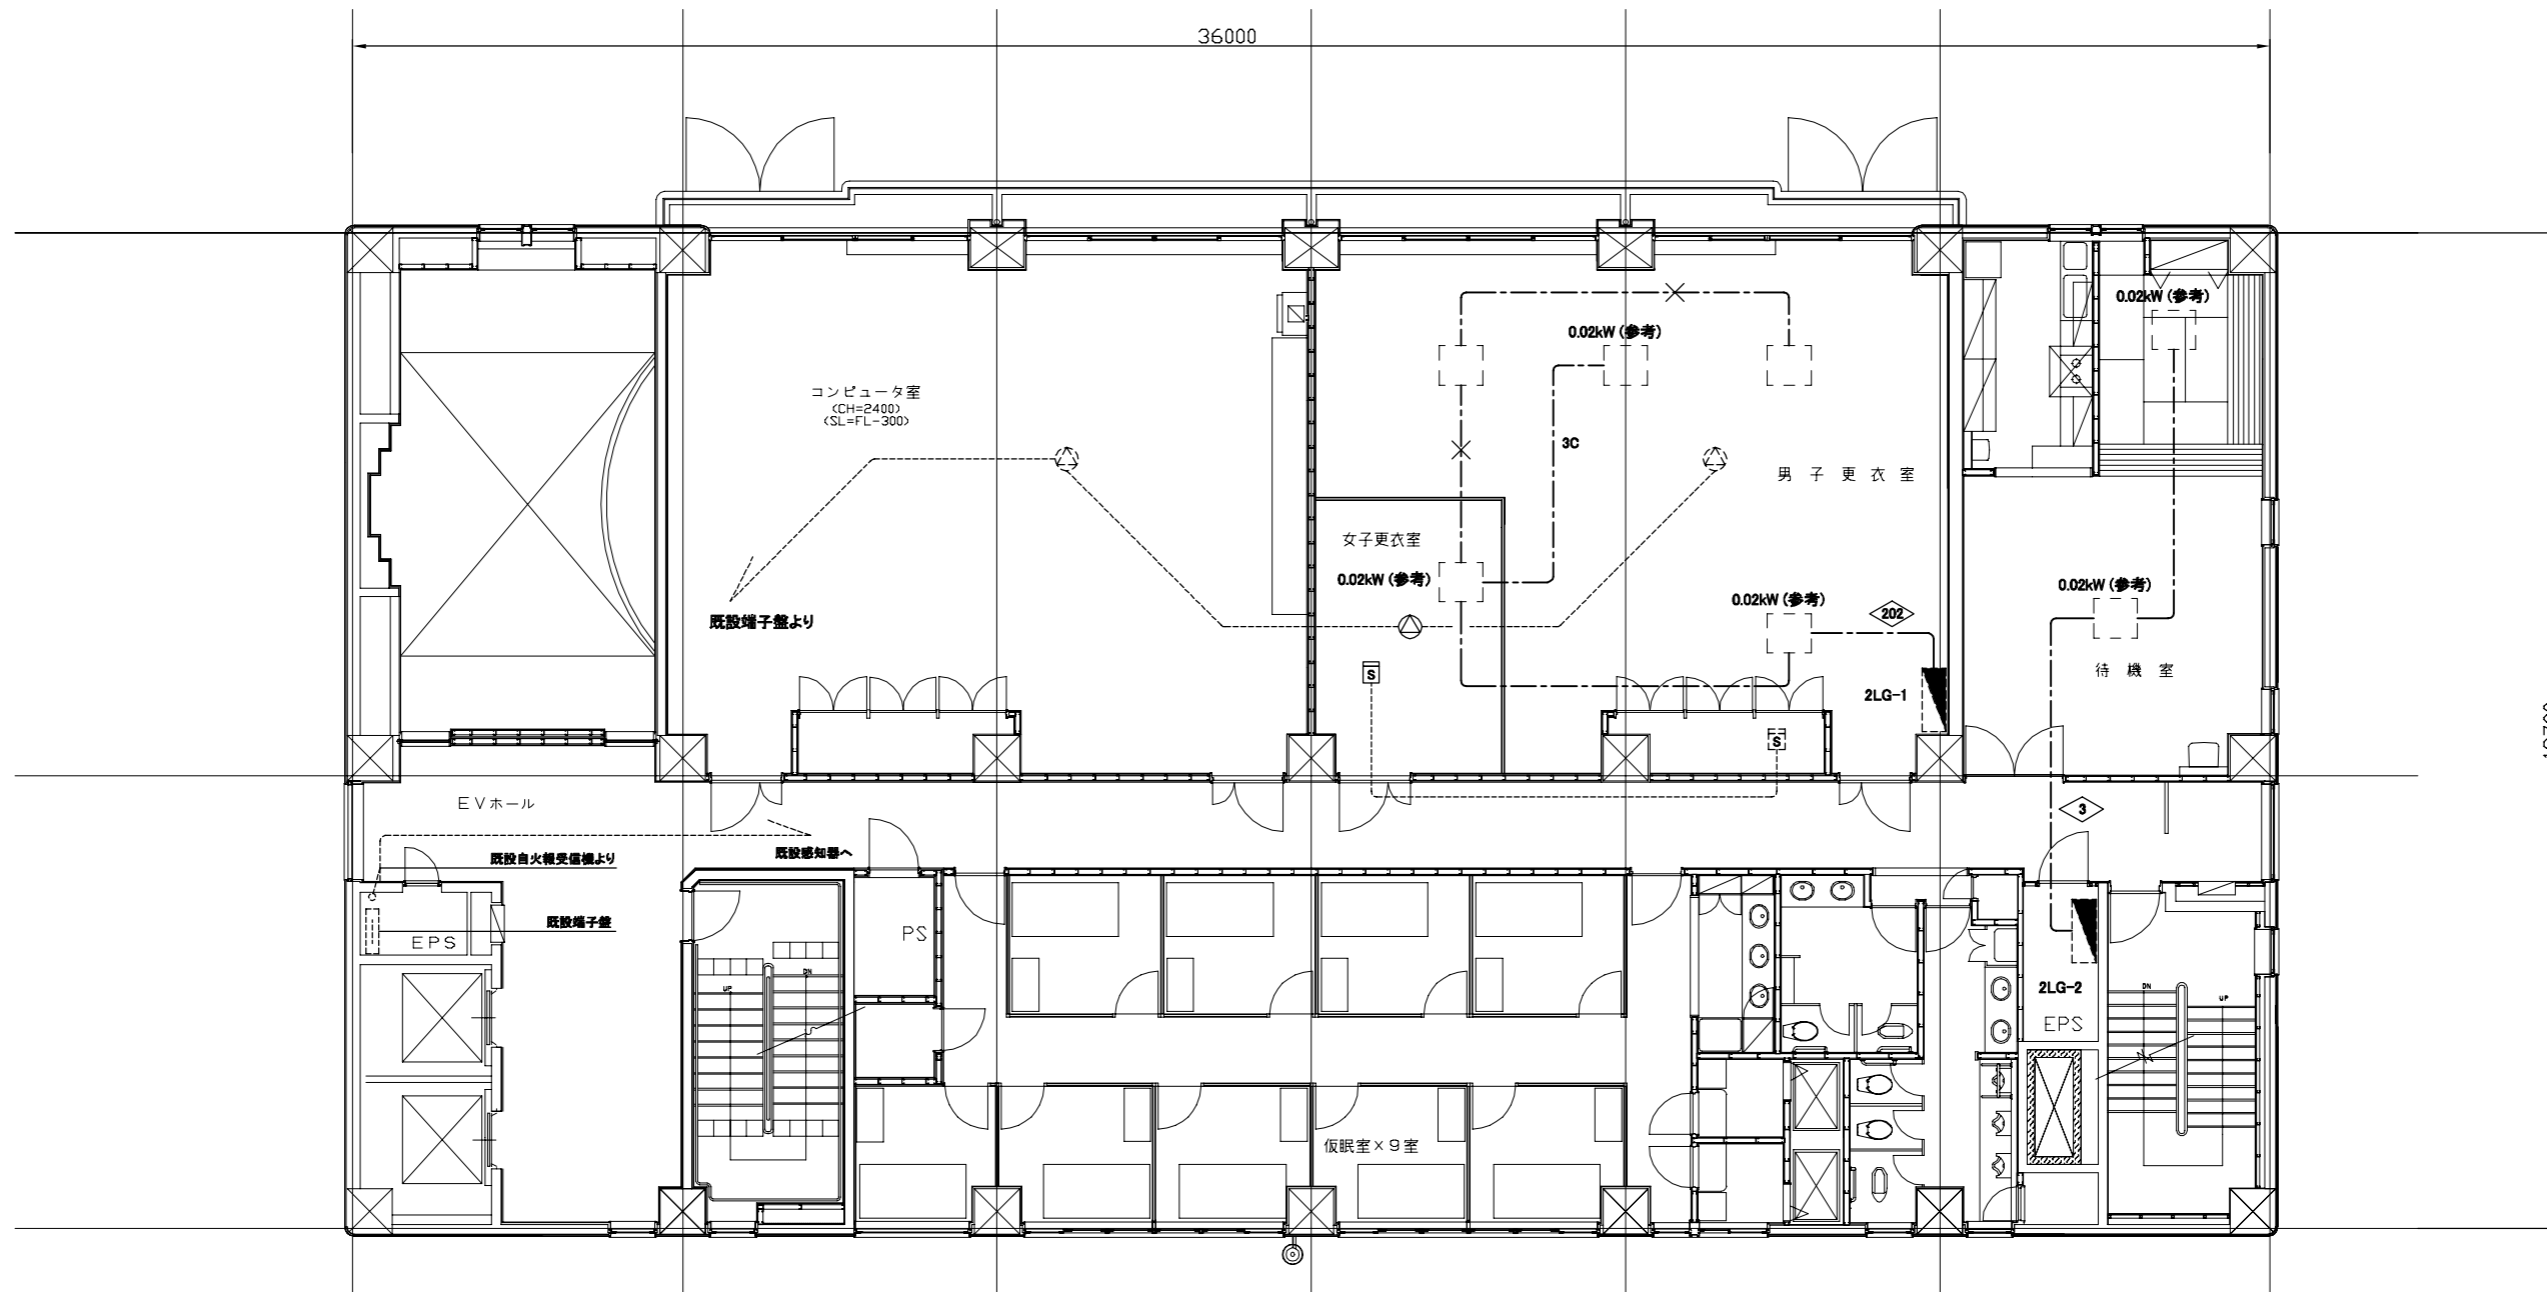 36000
0.02kW (参考)
0.02kW (参考)
コンピュータ室
(CH=2400)
(SL=FL-300)
3C
男子更衣室
女子更衣室
0.02kW (参考)
0.02kW (参考)
202
0.02kW (参考)
既設端子盤より
待機室
S
2LG-1
S
EVホール
3
既設自火報受信機より
既設感知器へ
既設端子盤
EPS
PS
UP
DN
2LG-2
EPS
DN
UP
仮眠室×9室